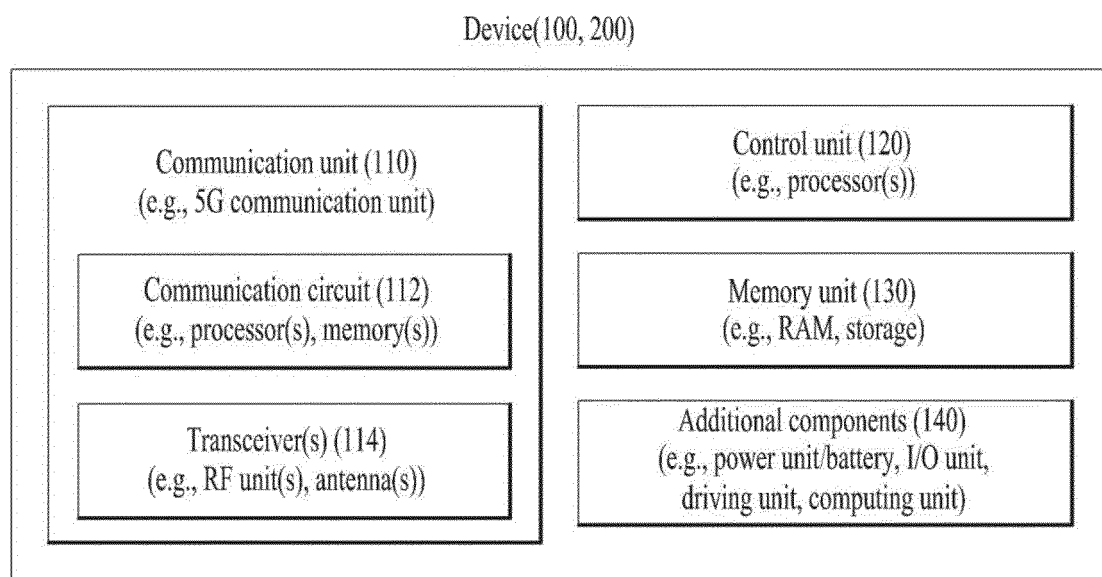 Device(100, 200)
Communication unit (110)
(e.g., 5G communication unit)
Communication circuit (112)
(e.g., processor(s), memory(s))
Transceiver(s) (114)
(e.g., RF unit(s), antenna(s))
Control unit (120)
(e.g., processor(s))
Memory unit (130)
(e.g., RAM, storage)
Additional components (140)
(e.g., power unit/battery, I/O unit,
driving unit, computing unit)